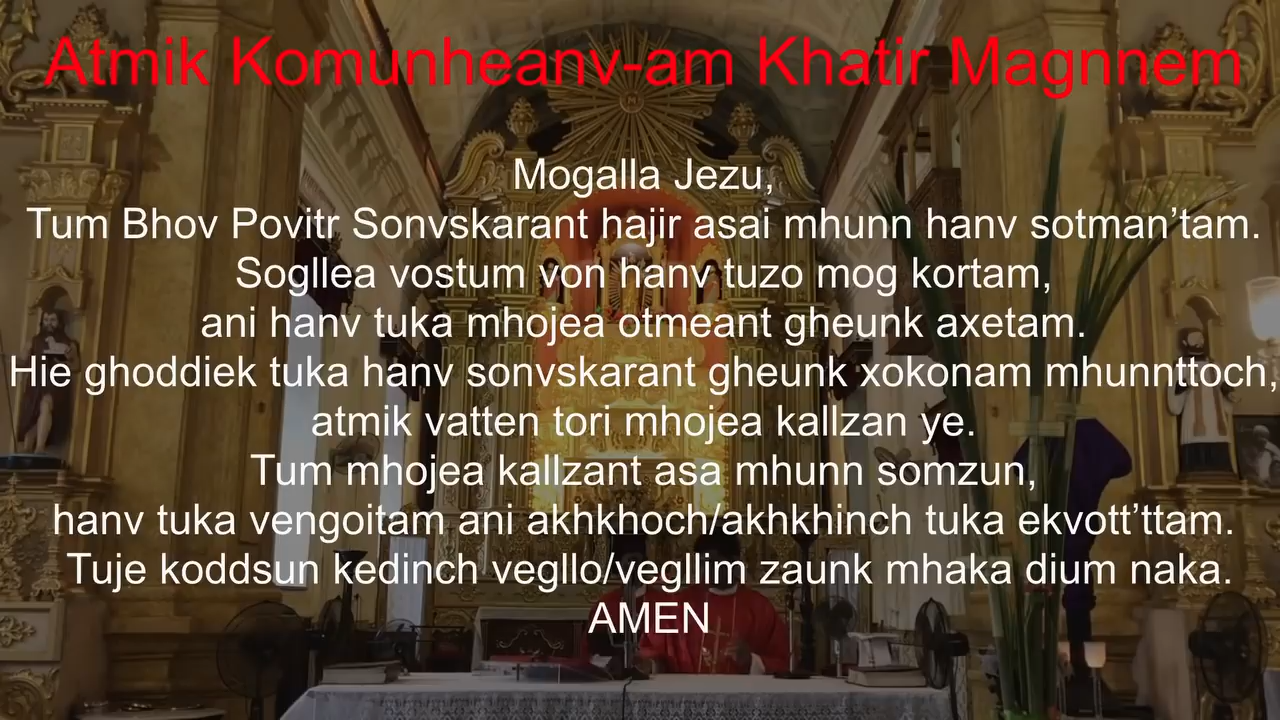 Atmik Komunheanv-am Khatir Magnnem
Mogalla Jezu,
Tum Bhov Povitr Sonvskarant hajir asai mhunn hanv sotman’tam.
Sogllea vostum von hanv tuzo mog kortam,
ani hanv tuka mhojea otmeant gheunk axetam.
Hie ghoddiek tuka hanv sonvskarant gheunk xokonam mhunnttoch,
atmik vatten tori mhojea kallzan ye.
Tum mhojea kallzant asa mhunn somzun,
hanv tuka vengoitam ani akhkhoch/akhkhinch tuka ekvott’ttam.
Tuje koddsun kedinch vegllo/vegllim zaunk mhaka dium naka.
AMEN